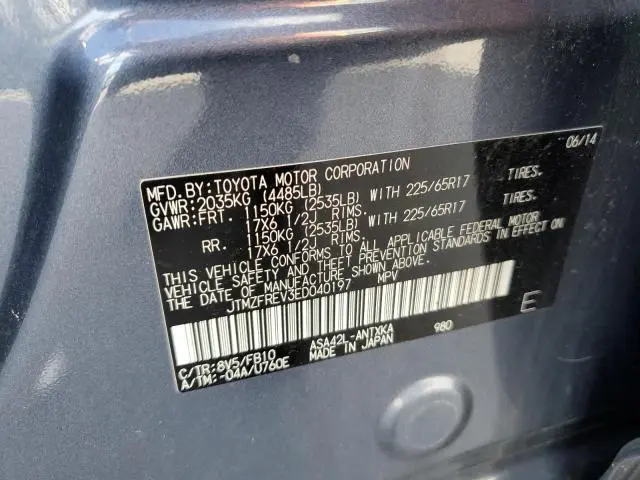 MFD. BY: TOYOTA MOTOR CORPORATION 06/14
GVWR: 2035KG (4485LB)
GAWR: FRT. 1150KG (2535LB) WITH 225/65R17 TIRES.
17X6 1/2J RIMS.
RR. 1150KG (2535LB) WITH 225/65R17 TIRES.
17X6 1/2J RIMS.
THIS VEHICLE CONFORMS TO ALL APPLICABLE FEDERAL MOTOR
VEHICLE SAFETY AND THEFT PREVENTION STANDARDS IN EFFECT ON
THE DATE OF MANUFACTURE SHOWN ABOVE.
JTMZFREV3ED040197 MPV
E
ASA42L-ANTXKA 980
C/TR: 8V5/FB10 MADE IN JAPAN
A/TM: -04A/U760E